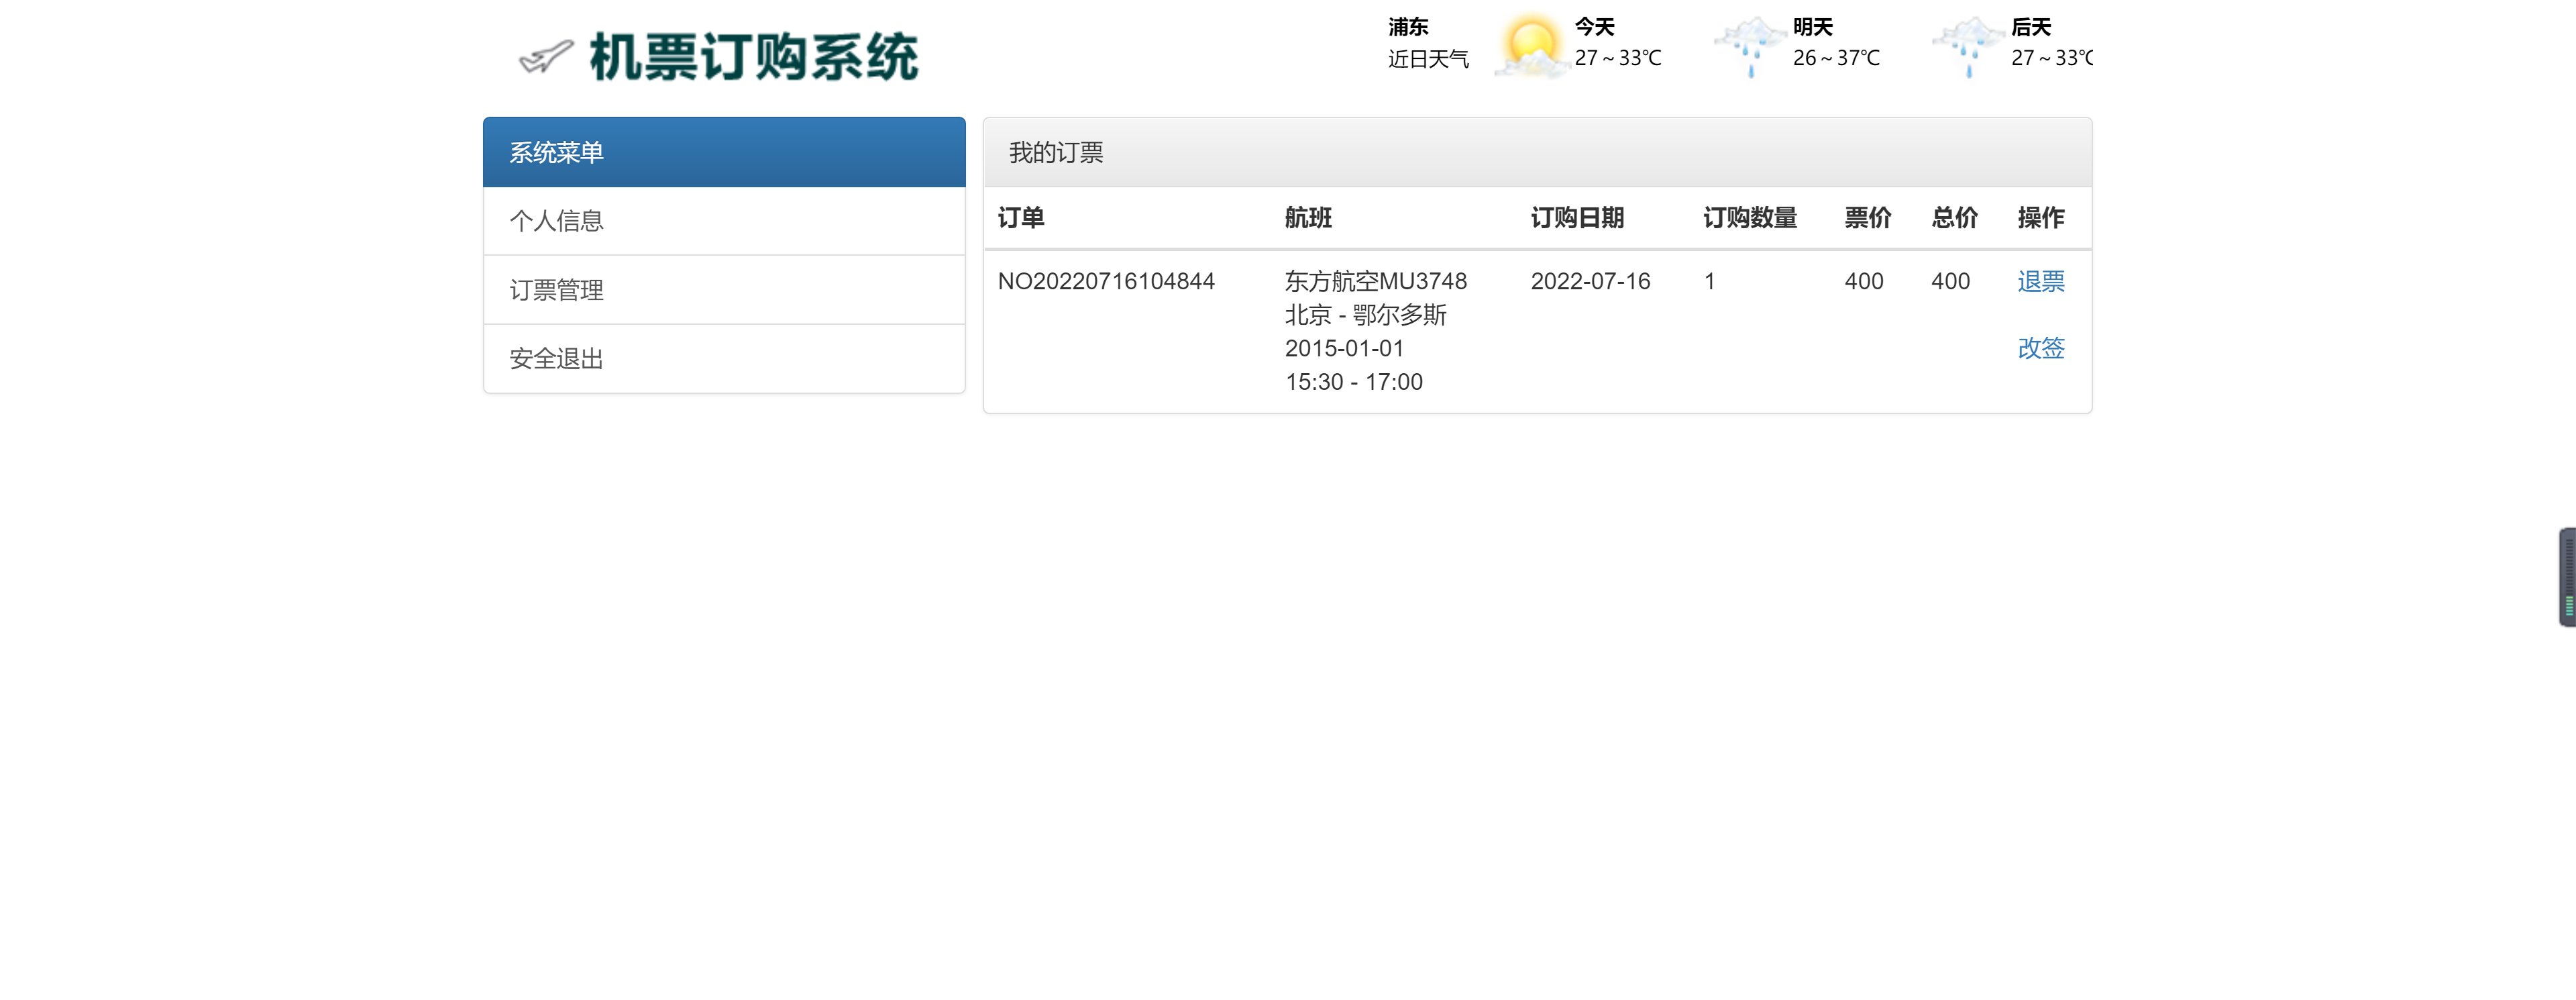 机票订购系统
浦东
近日天气
今天
27～33℃
明天
26～37℃
后天
27～33℃
系统菜单
个人信息
订票管理
安全退出
我的订票
订单 航班 订购日期 订购数量 票价 总价 操作
NO20220716104844 东方航空MU3748 2022-07-16 1 400 400 退票
北京 - 鄂尔多斯
2015-01-01 改签
15:30 - 17:00